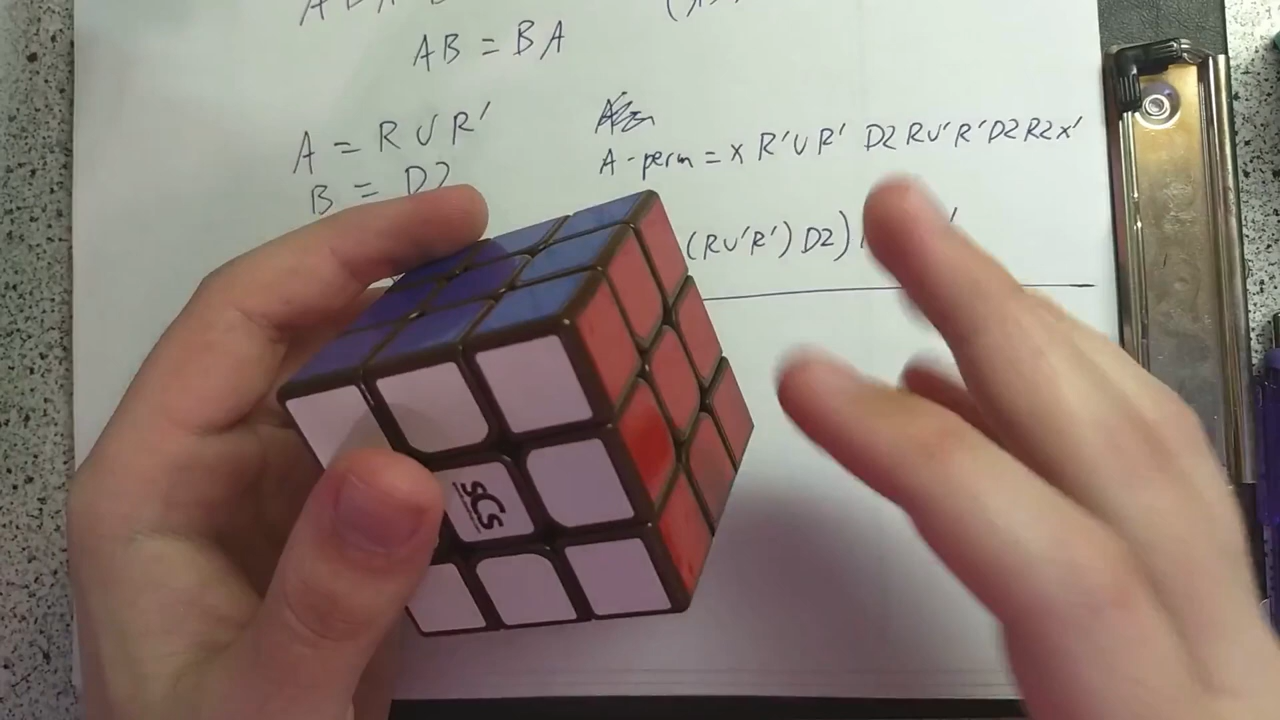 AB = BA
A = R U R'
B = D2
A-perm = x R' U R' D2 R U' R' D2 R2 x'
(R U' R') D2)
SCS